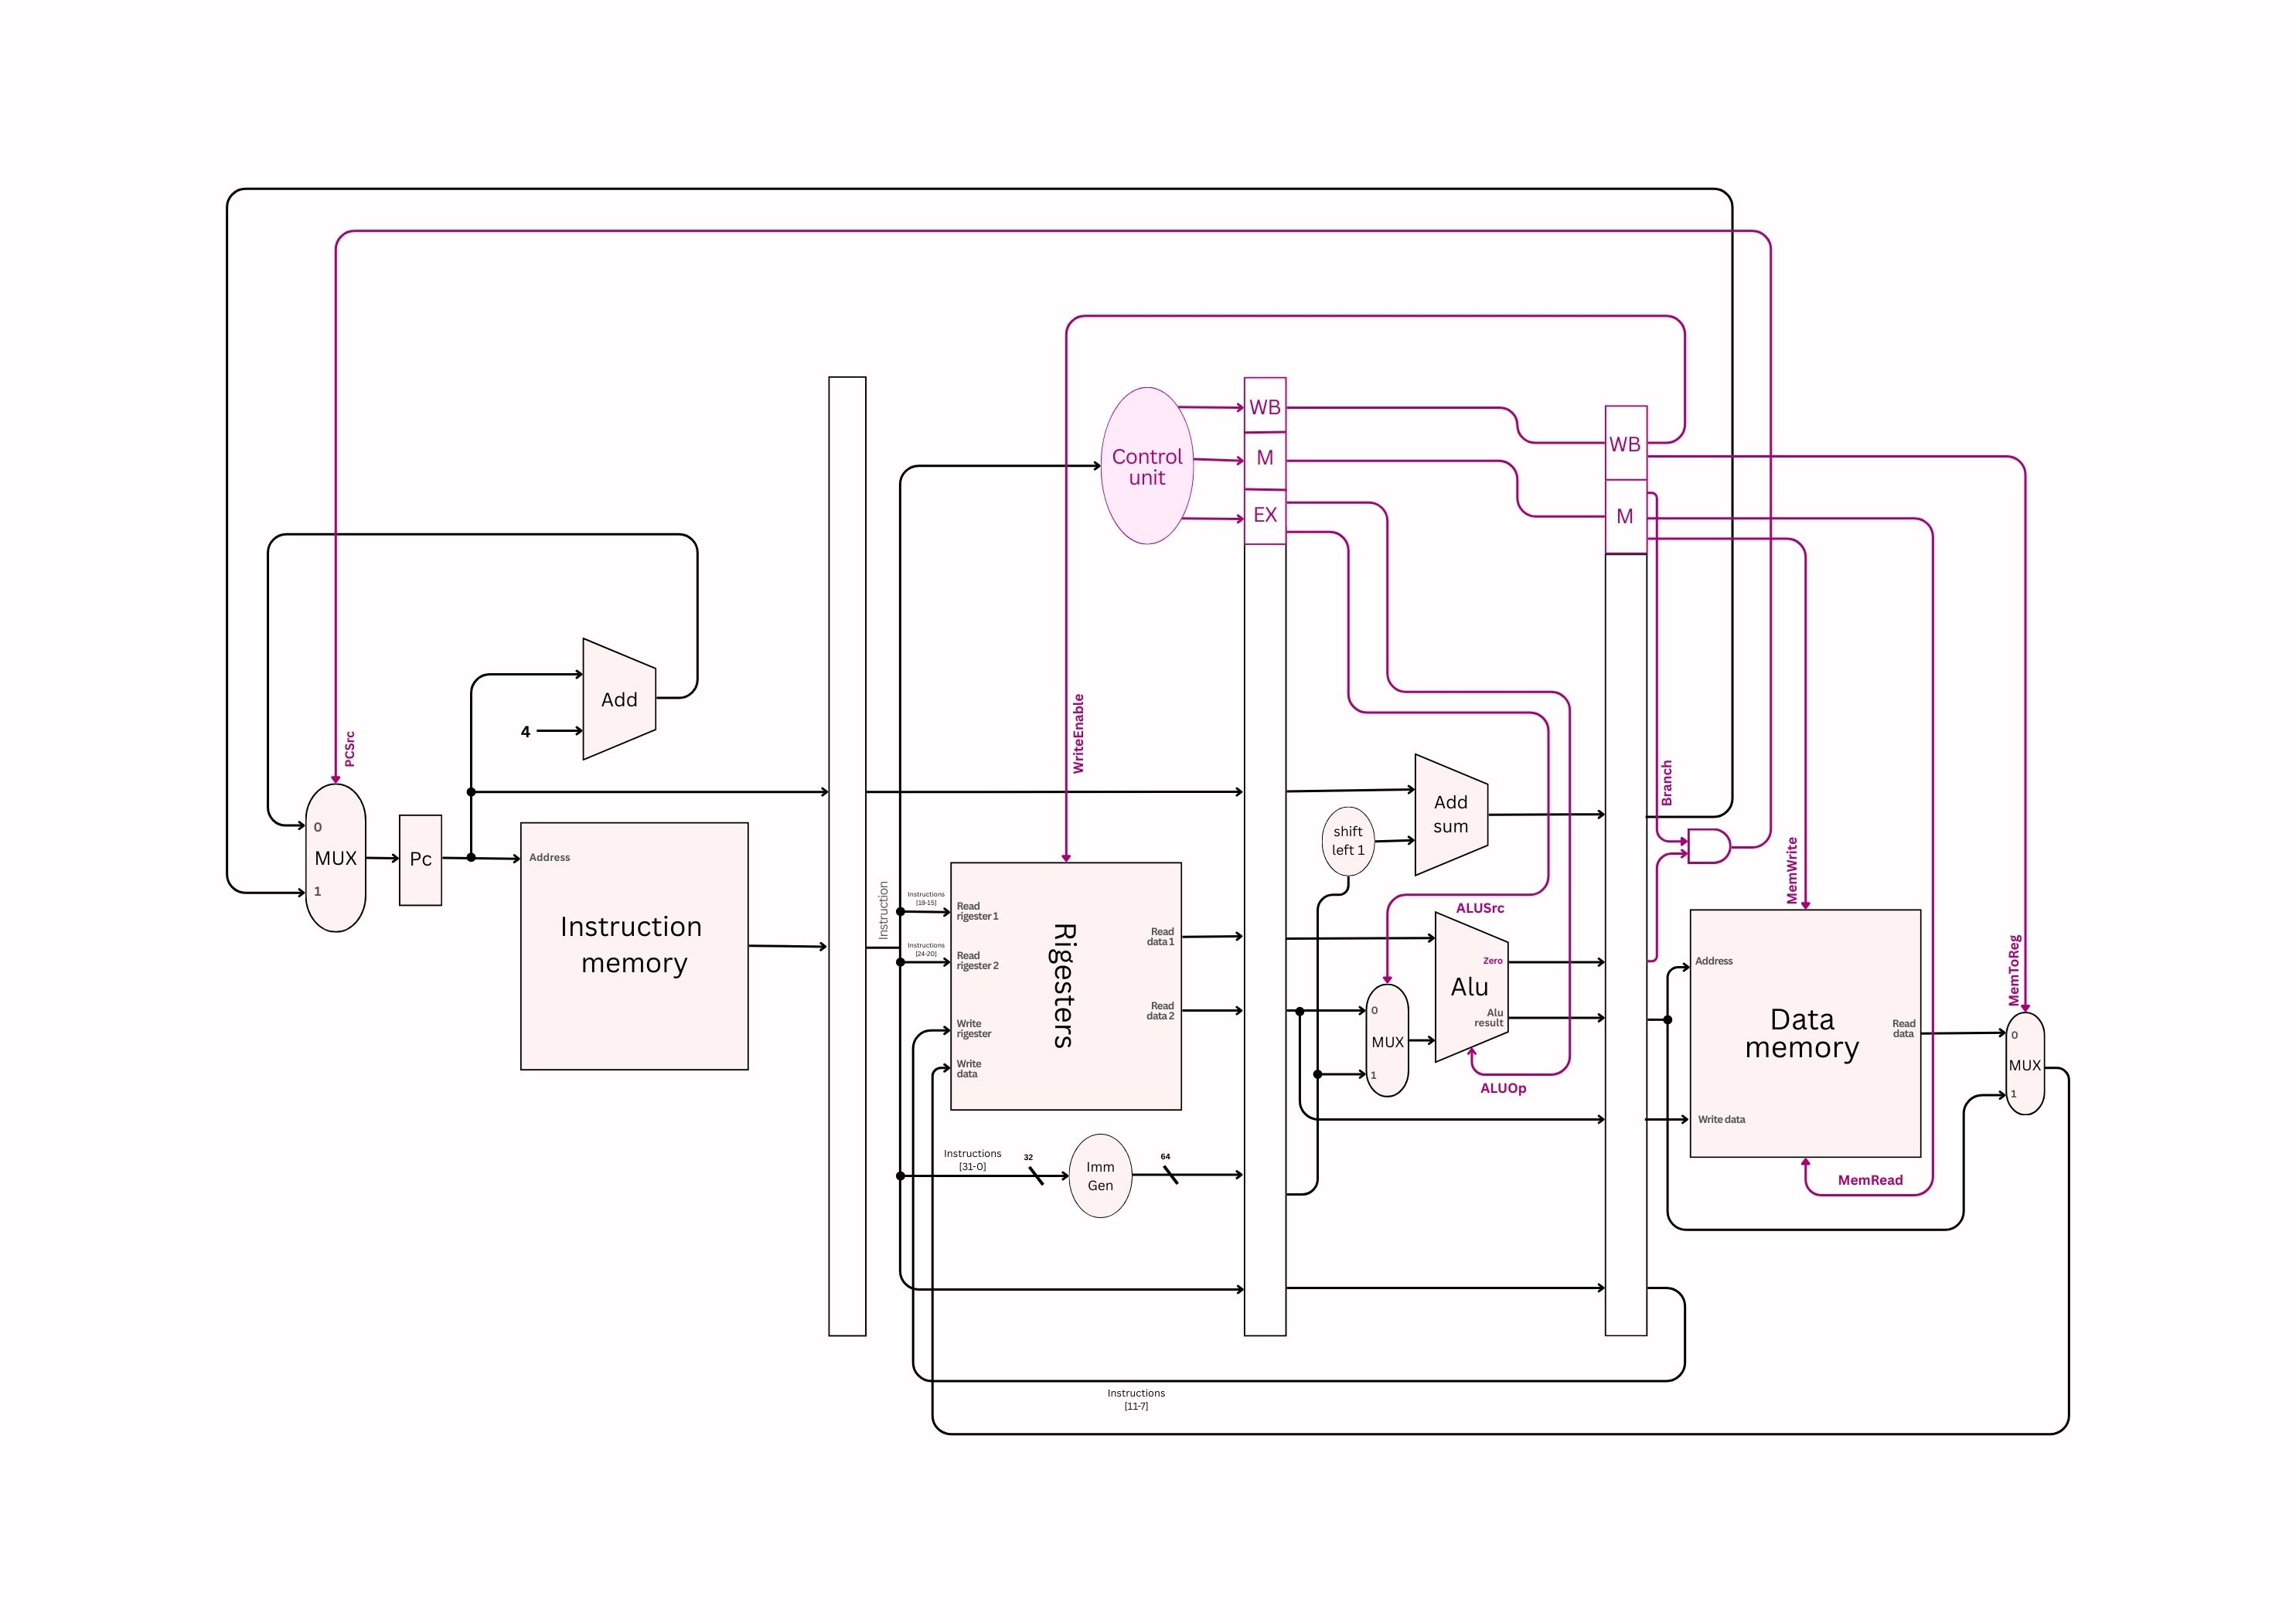 WB
Control
unit
M
EX
WB
M
Add
4
PCSrc
WriteEnable
Branch
Add
sum
shift
left 1
0
MUX
1
Pc
Address
Instruction
memory
Instruction
Instructions
[19-15]
Instructions
[24-20]
Read
rigester 1
Read
rigester 2
Write
rigester
Write
data
Rigesters
Read
data 1
Read
data 2
ALUSrc
Zero
Alu
Alu
result
ALUOp
0
MUX
1
MemWrite
Address
Data
memory
Read
data
Write data
MemRead
MemToReg
0
MUX
1
Instructions
[31-0]
32
Imm
Gen
64
Instructions
[11-7]